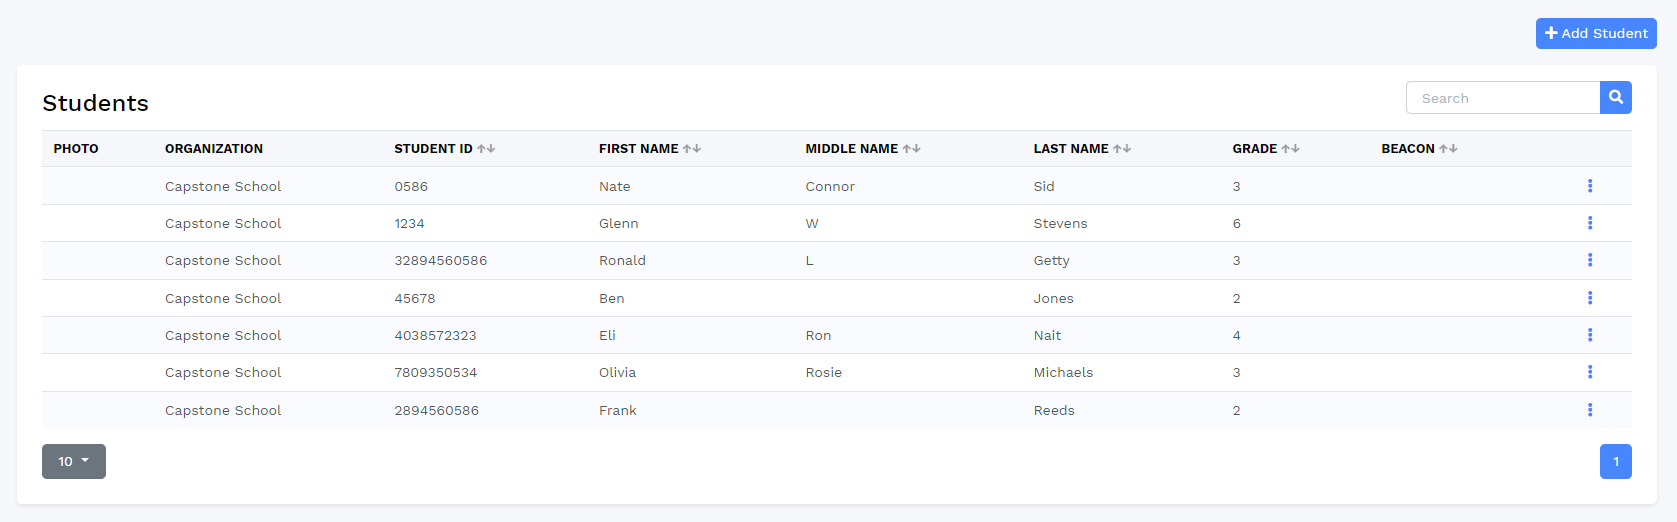 Add Student
Students
Search
PHOTO ORGANIZATION STUDENT ID FIRST NAME MIDDLE NAME LAST NAME GRADE BEACON
Capstone School 0586 Nate Connor Sid 3
Capstone School 1234 Glenn W Stevens 6
Capstone School 32894560586 Ronald L Getty 3
Capstone School 45678 Ben Jones 2
Capstone School 4038572323 Eli Ron Nait 4
Capstone School 7809350534 Olivia Rosie Michaels 3
Capstone School 2894560586 Frank Reeds 2
10
1